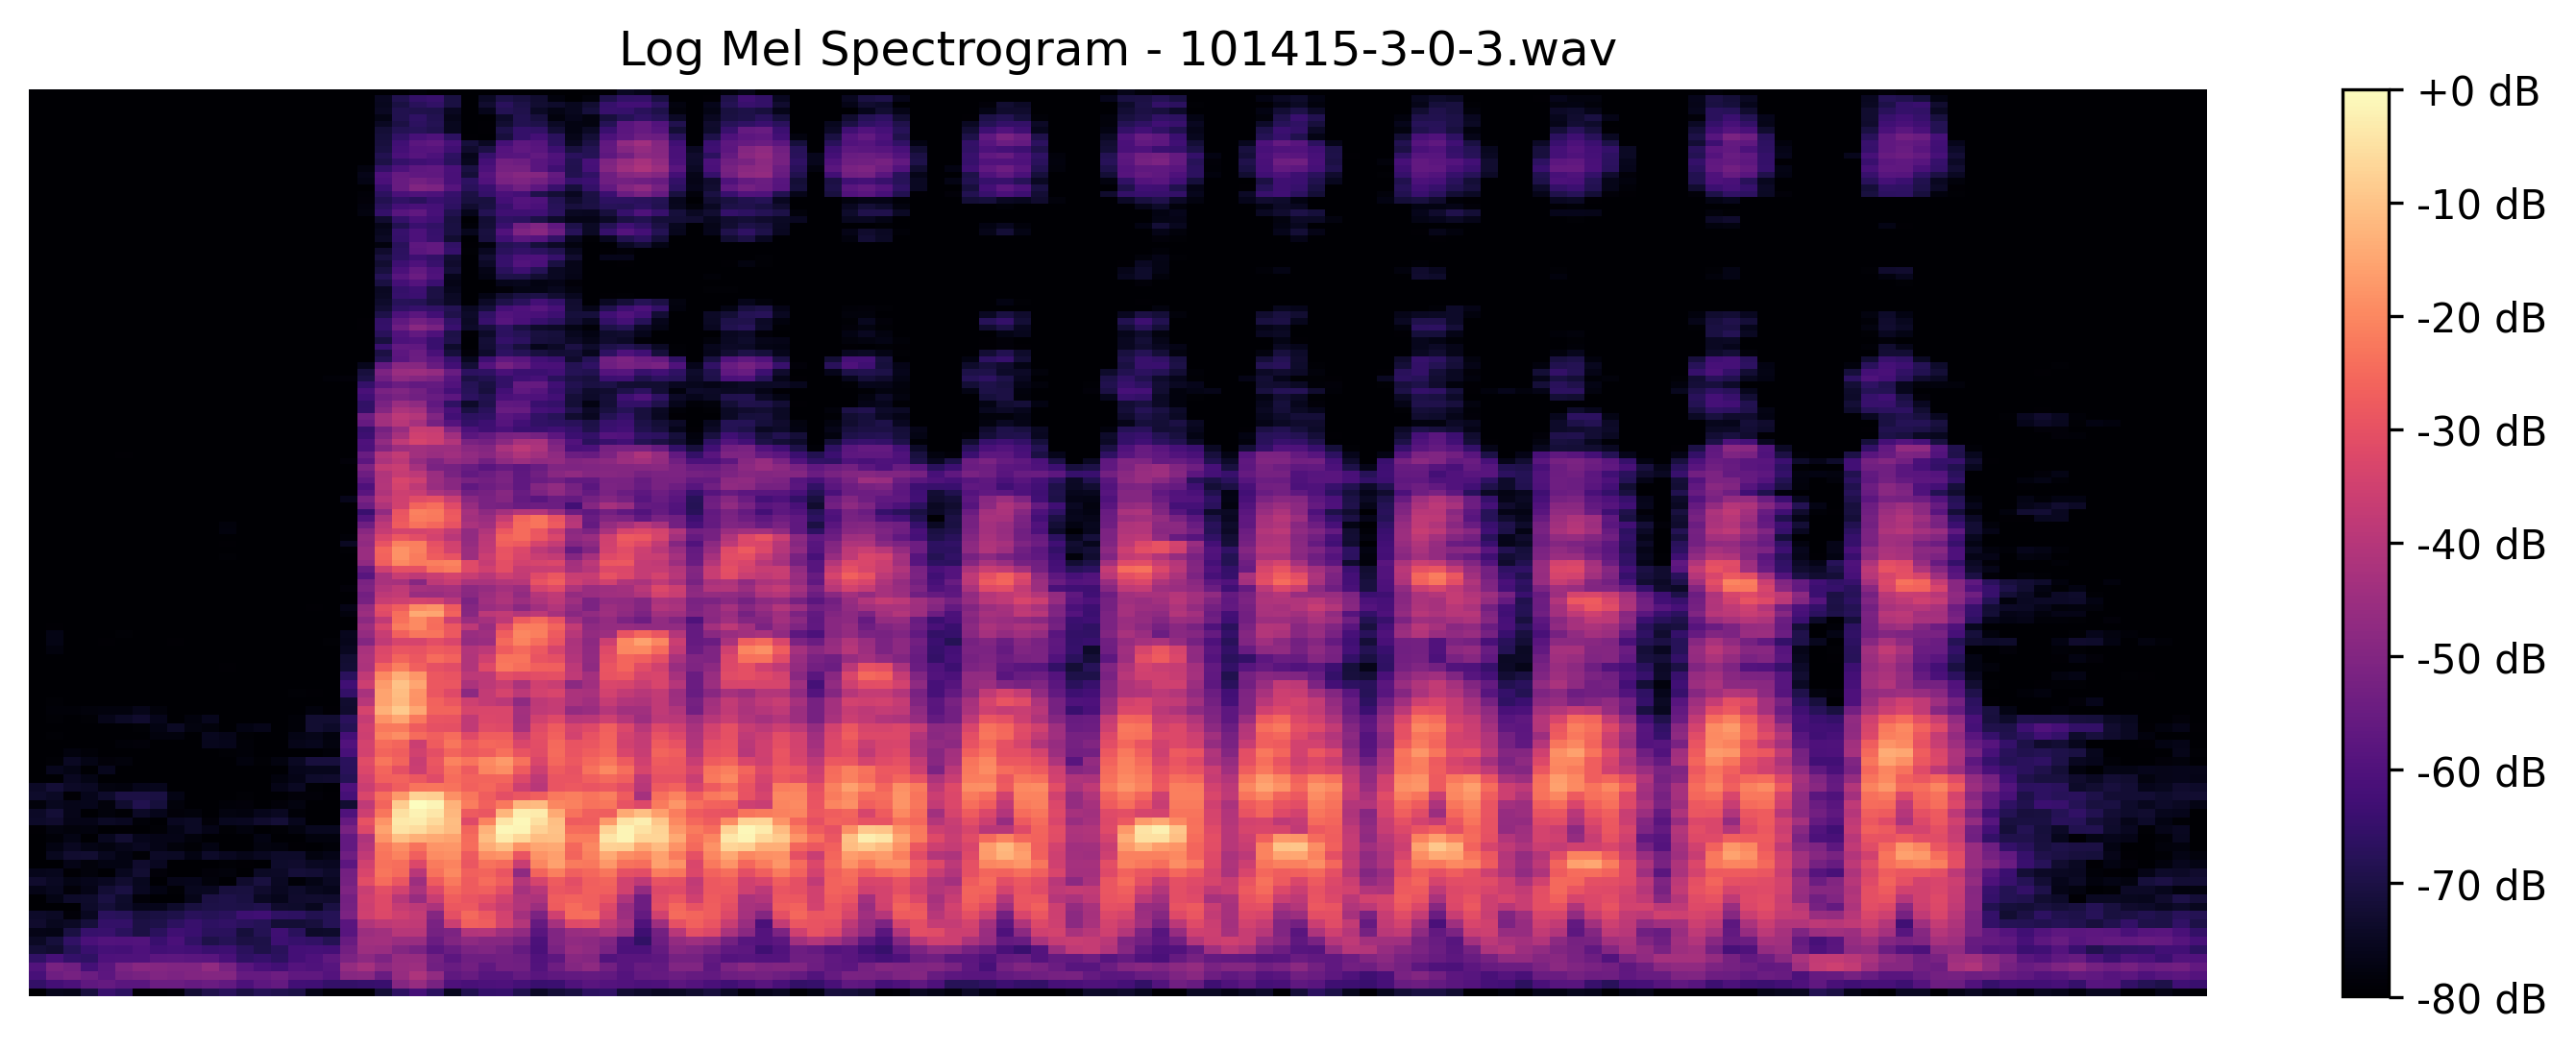 Log Mel Spectrogram - 101415-3-0-3.wav
+0 dB
-10 dB
-20 dB
-30 dB
-40 dB
-50 dB
-60 dB
-70 dB
-80 dB